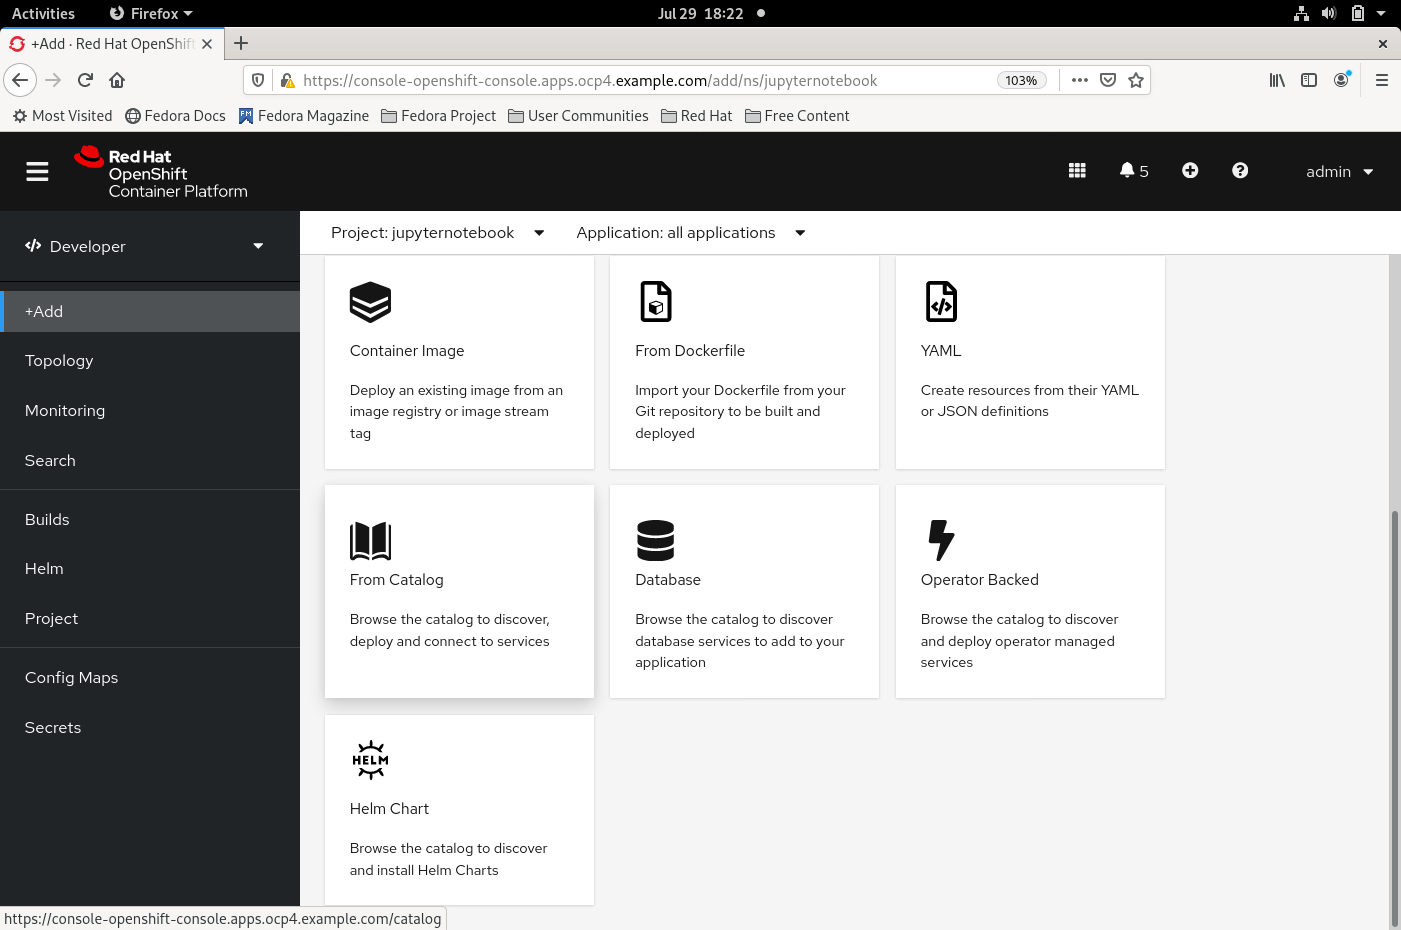 Activities Firefox Jul 29 18:22
+Add · Red Hat OpenShift
https://console-openshift-console.apps.ocp4.example.com/add/ns/jupyternotebook 103%
Most Visited Fedora Docs Fedora Magazine Fedora Project User Communities Red Hat Free Content
Red Hat
OpenShift
Container Platform
5
admin
Developer
Project: jupyternotebook Application: all applications
+Add
Topology
Monitoring
Search
Builds
Helm
Project
Config Maps
Secrets
Container Image
Deploy an existing image from an
image registry or image stream
tag
From Dockerfile
Import your Dockerfile from your
Git repository to be built and
deployed
YAML
Create resources from their YAML
or JSON definitions
From Catalog
Browse the catalog to discover,
deploy and connect to services
Database
Browse the catalog to discover
database services to add to your
application
Operator Backed
Browse the catalog to discover
and deploy operator managed
services
HELM
Helm Chart
Browse the catalog to discover
and install Helm Charts
https://console-openshift-console.apps.ocp4.example.com/catalog